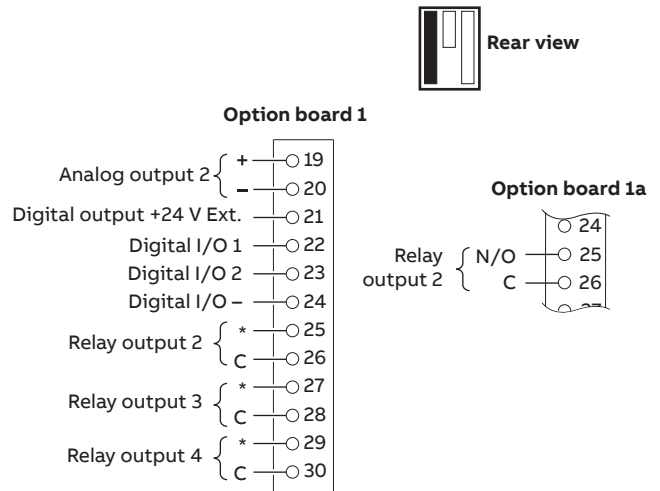 Rear view
Option board 1
Analog output 2 + 19
− 20
Digital output +24 V Ext. 21
Digital I/O 1 22
Digital I/O 2 23
Digital I/O − 24
Relay output 2 * 25
C 26
Relay output 3 * 27
C 28
Relay output 4 * 29
C 30
Option board 1a
24
Relay output 2 N/O 25
C 26